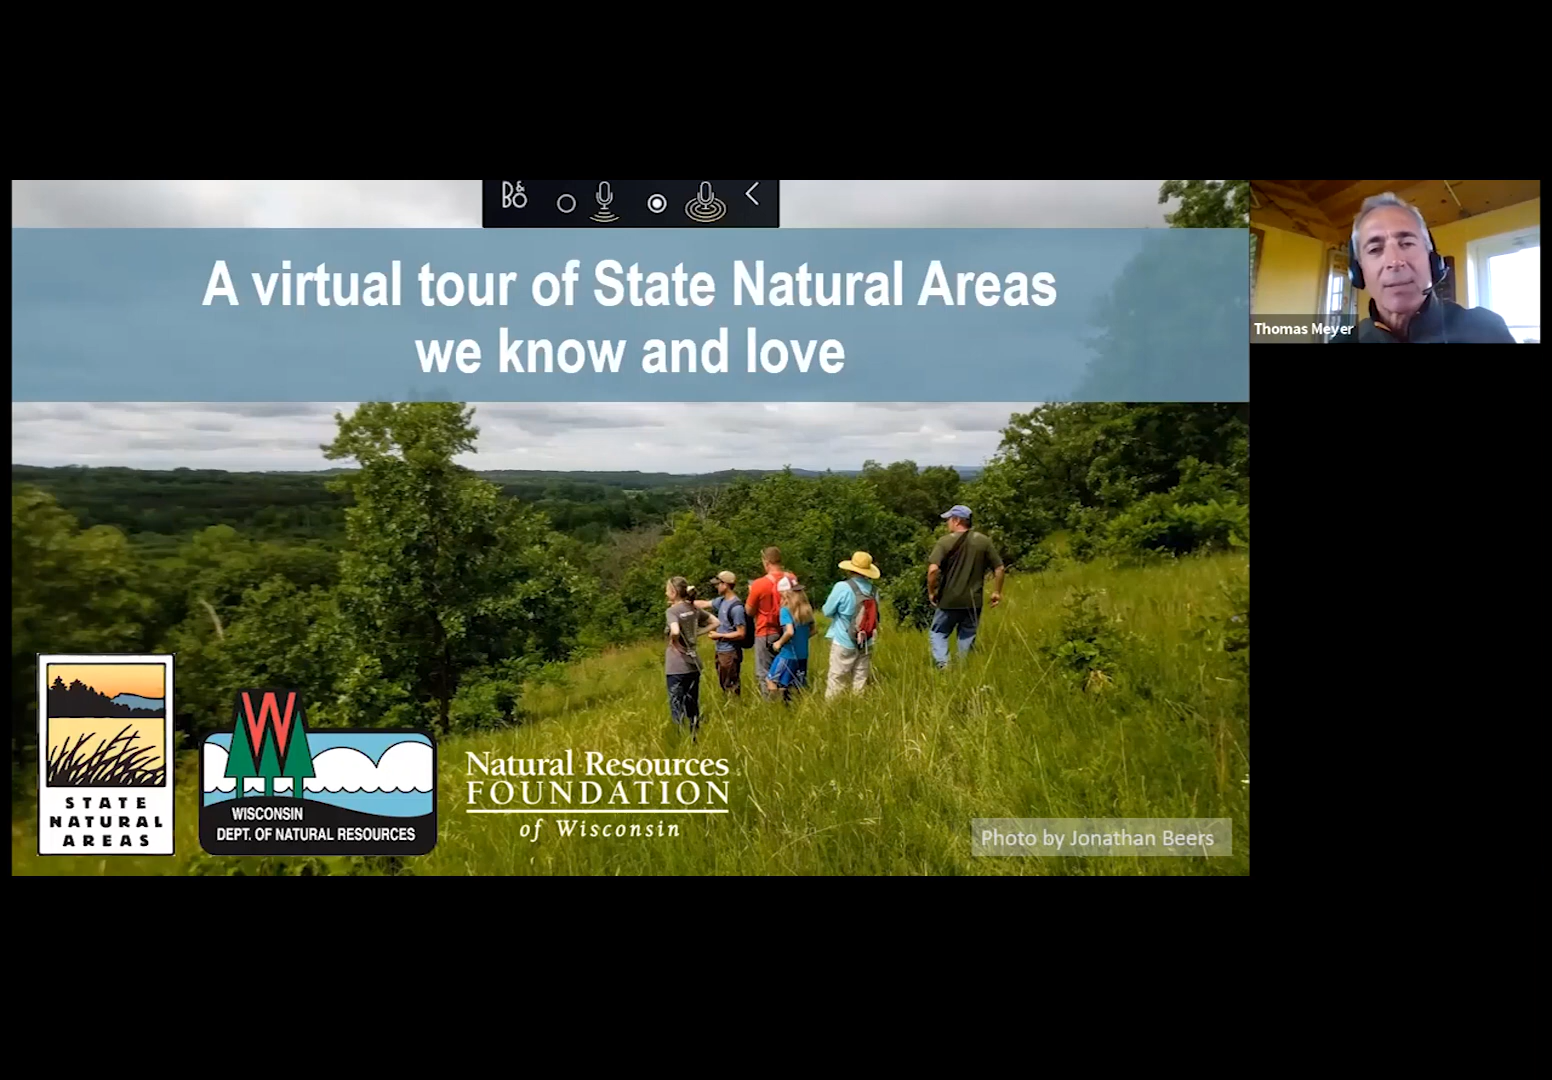 B&O
A virtual tour of State Natural Areas
we know and love
Thomas Meyer
STATE
NATURAL
AREAS
W
WISCONSIN
DEPT. OF NATURAL RESOURCES
Natural Resources
FOUNDATION
of Wisconsin
Photo by Jonathan Beers